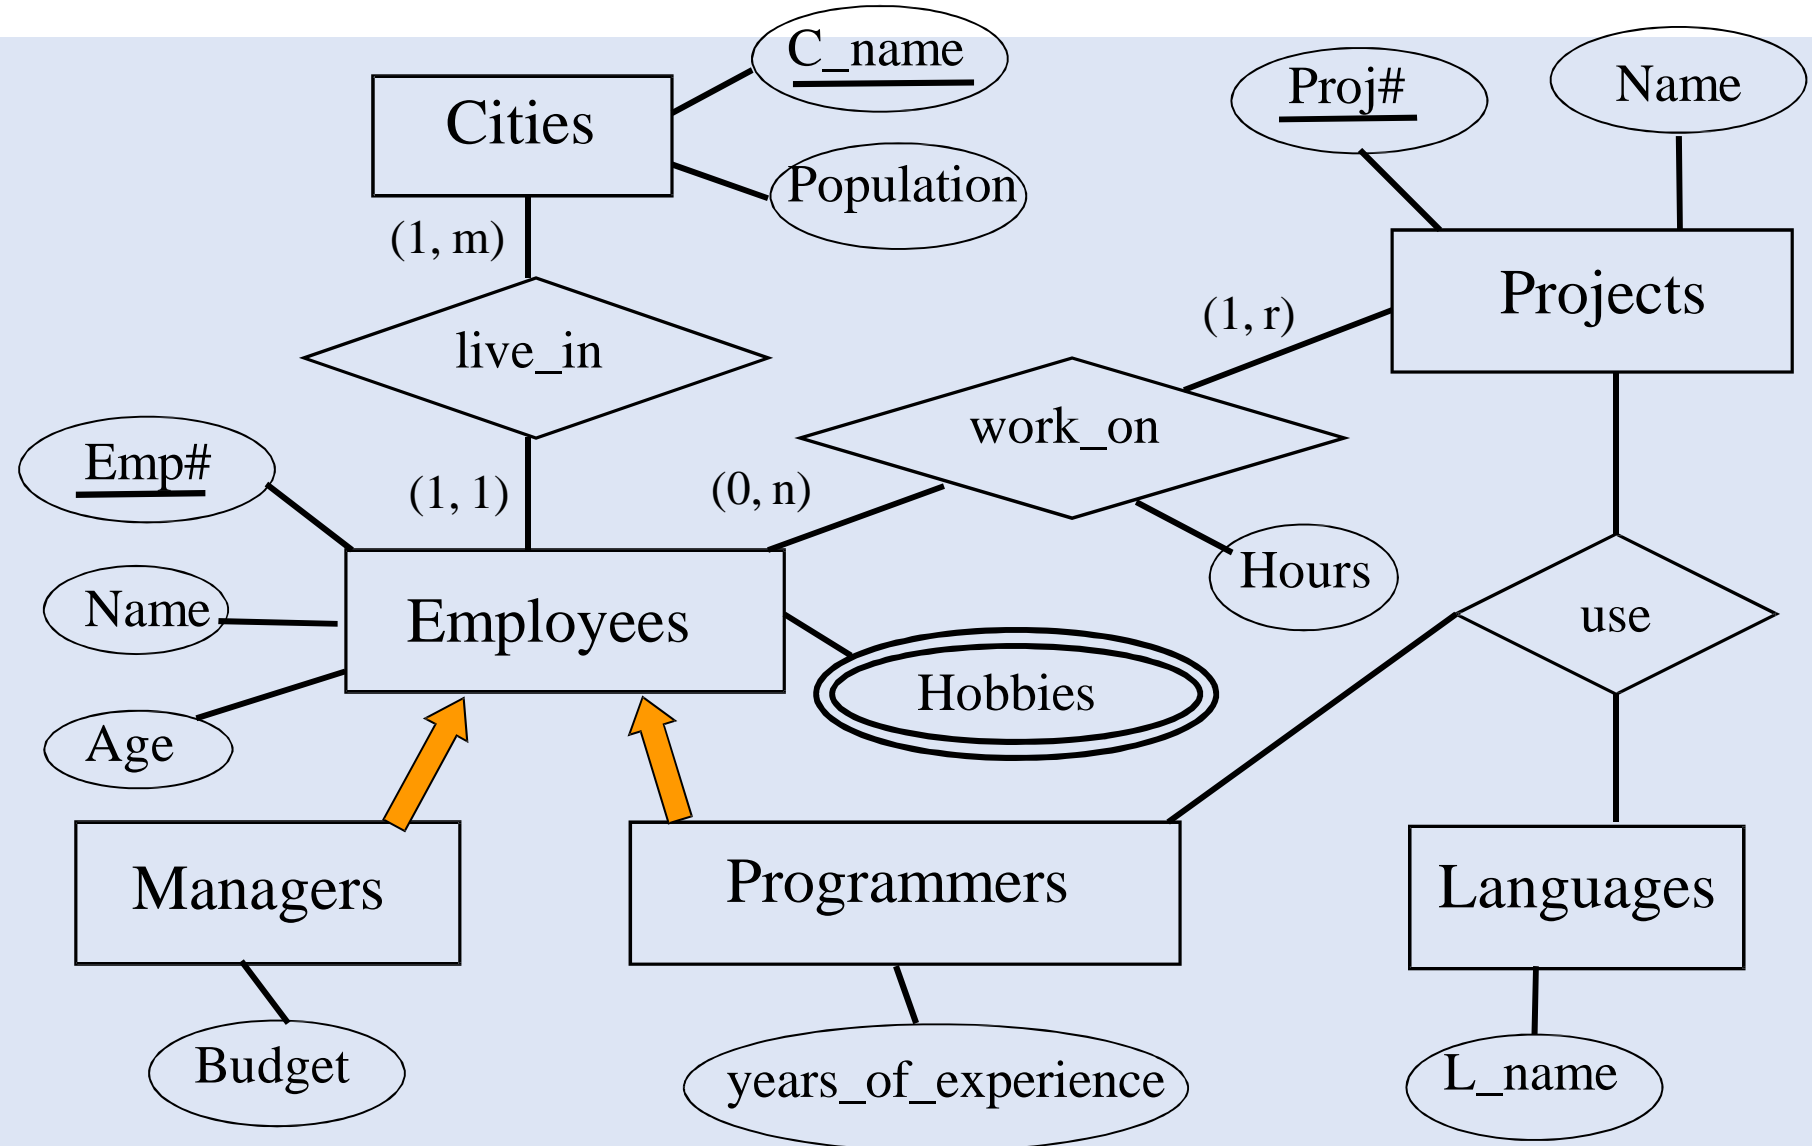 C_name
Cities
Proj#
Name
Population
(1, m)
Projects
(1, r)
live_in
work_on
Emp#
(1, 1)
(0, n)
Hours
Name
Employees
use
Hobbies
Age
Managers
Programmers
Languages
Budget
years_of_experience
L_name